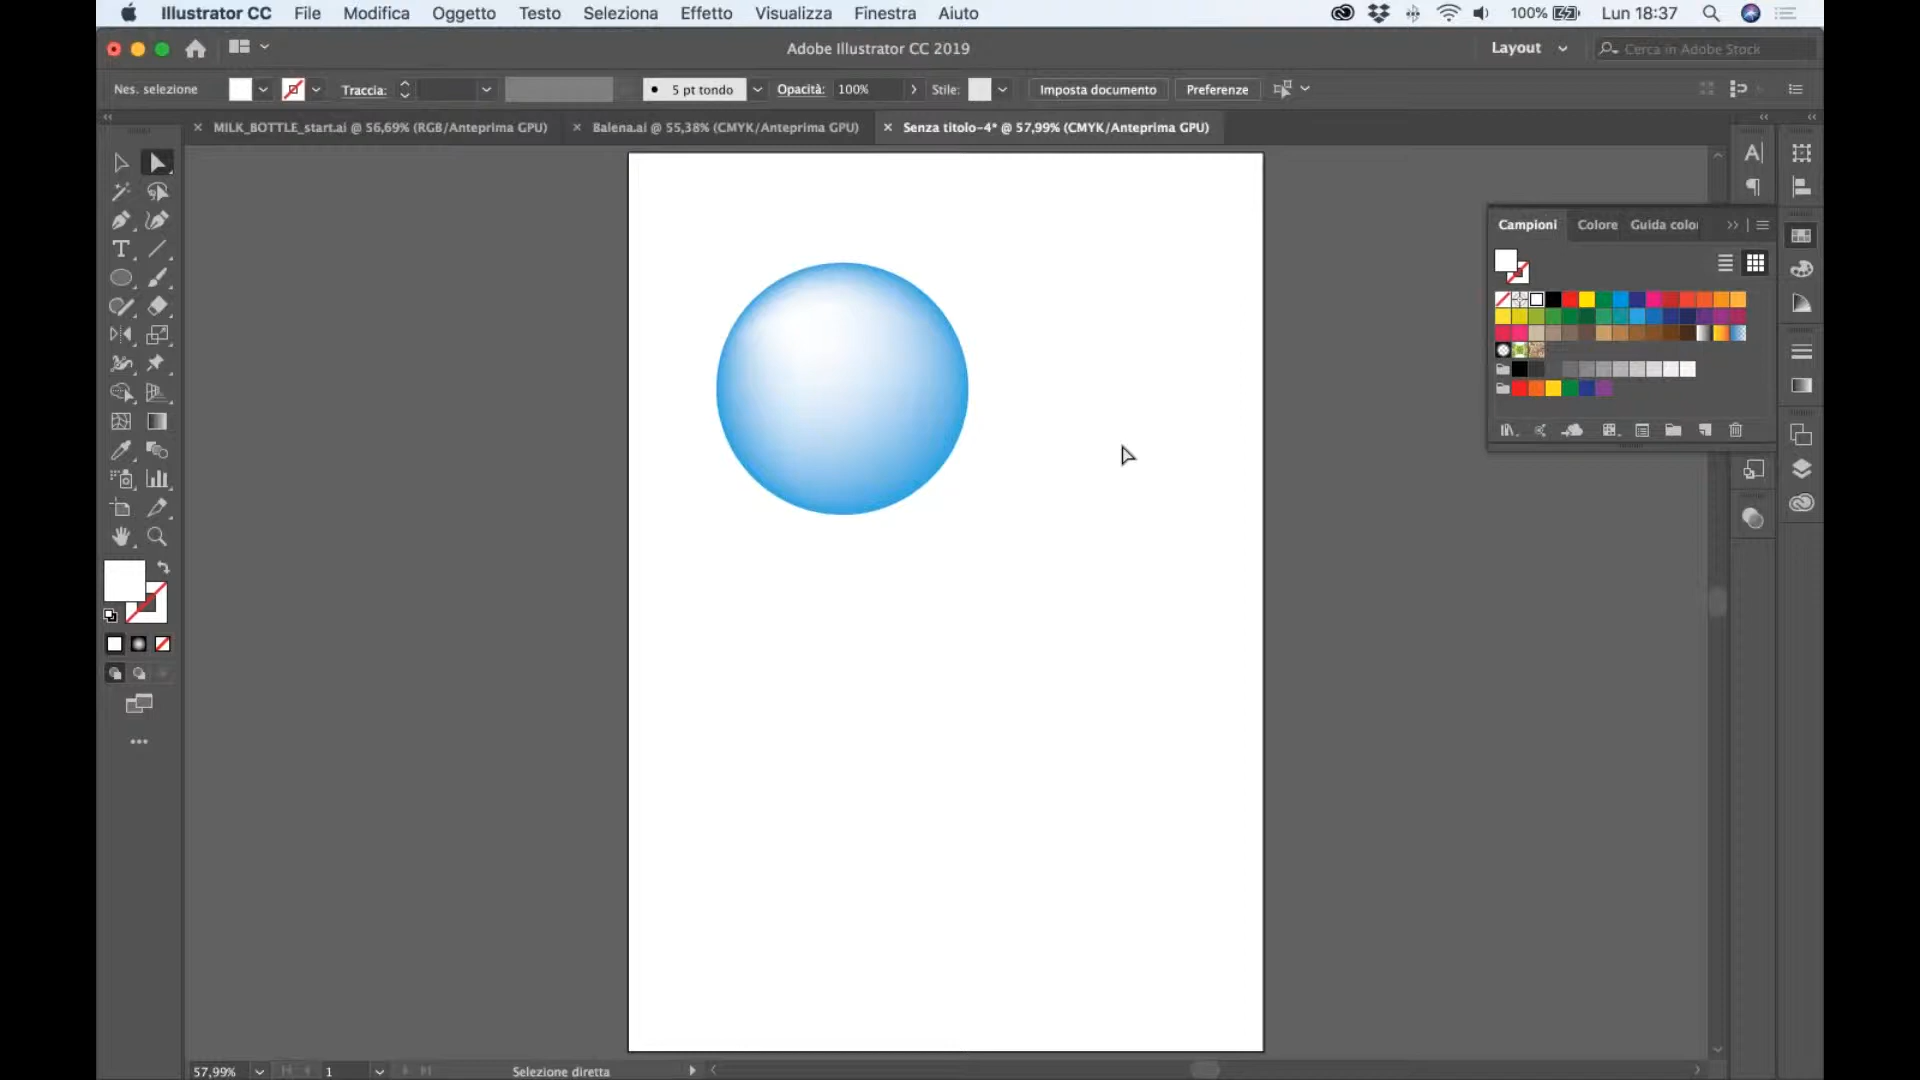 Illustrator CC File Modifica Oggetto Testo Seleziona Effetto Visualizza Finestra Aiuto 100% Lun 18:37
Adobe Illustrator CC 2019 Layout Cerca in Adobe Stock
Nes. selezione Traccia: 5 pt tondo Opacità: 100% Stile: Imposta documento Preferenze
MILK_BOTTLE_start.ai @ 56,69% (RGB/Anteprima GPU) Balena.ai @ 55,38% (CMYK/Anteprima GPU) Senza titolo-4* @ 57,99% (CMYK/Anteprima GPU)
Campioni Colore Guida color
57,99% 1 Selezione diretta